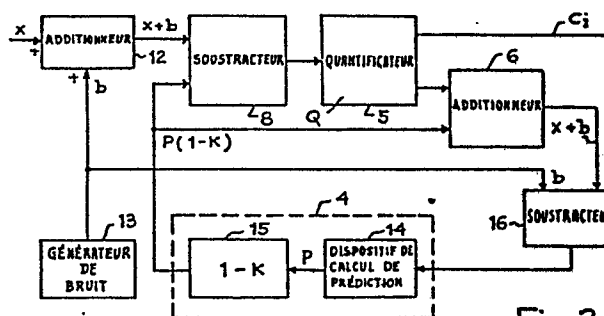 x
+
ADDITIONNEUR
12
x+b
+
b
SOUSTRACTEUR
8
QUANTIFICATEUR
Q
5
Ci
6
ADDITIONNEUR
x+b
P(1-K)
b
SOUSTRACTEUR
16
13
GÉNÉRATEUR
DE
BRUIT
4
15
1-K
P
14
DISPOSITIF DE
CALCUL DE
PRÉDICTION